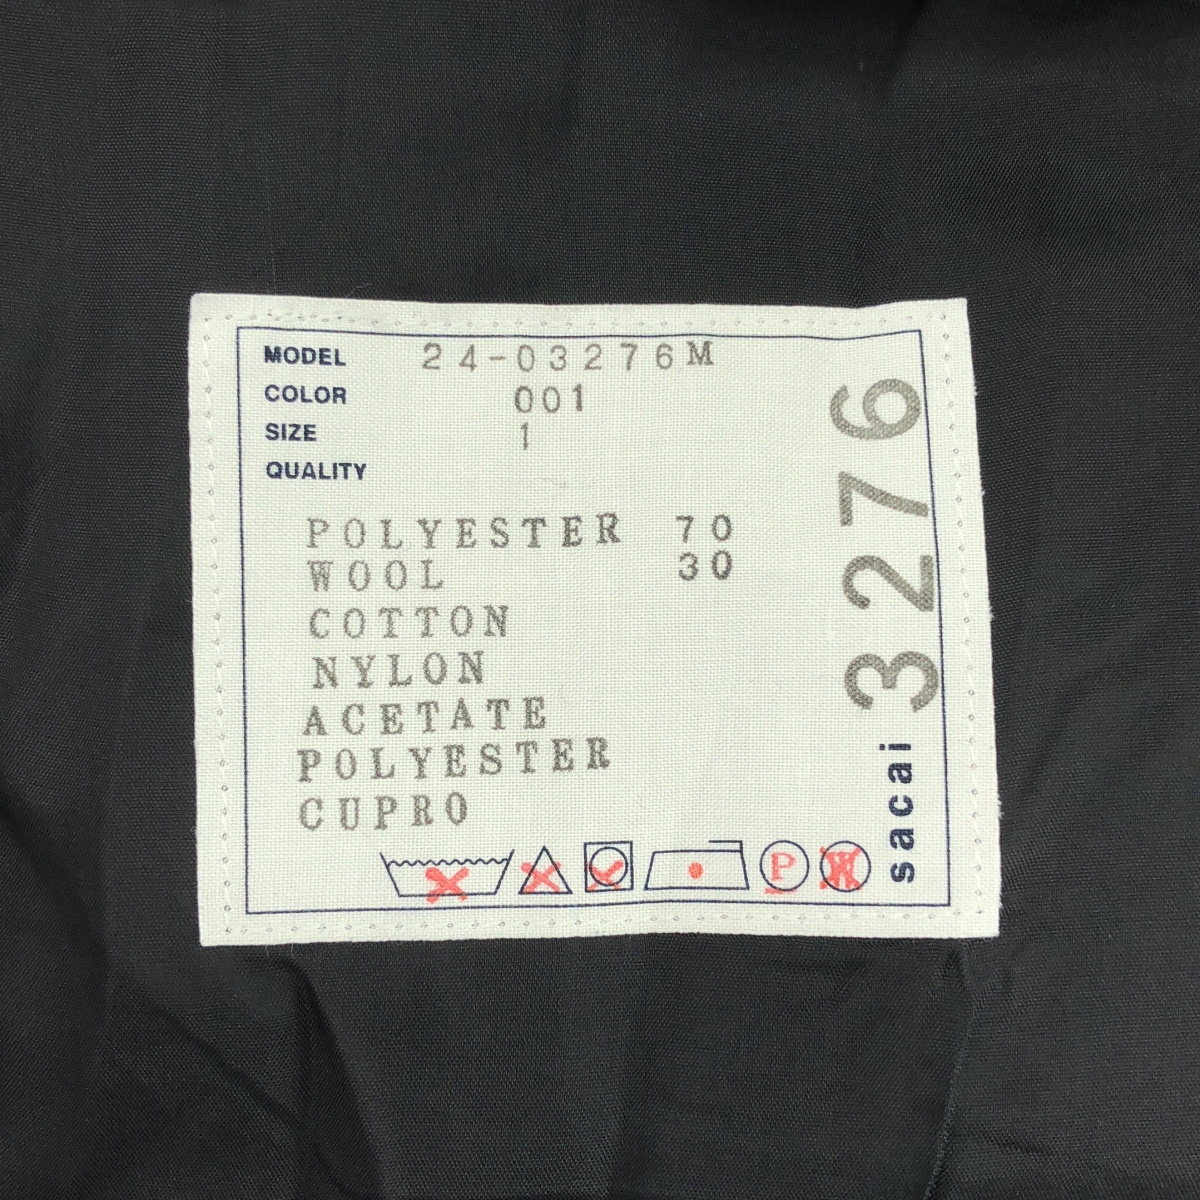 MODEL 24-03276M
COLOR 001
SIZE 1
QUALITY
POLYESTER 70
WOOL 30
COTTON
NYLON
ACETATE
POLYESTER
CUPRO
P W
sacai 3276